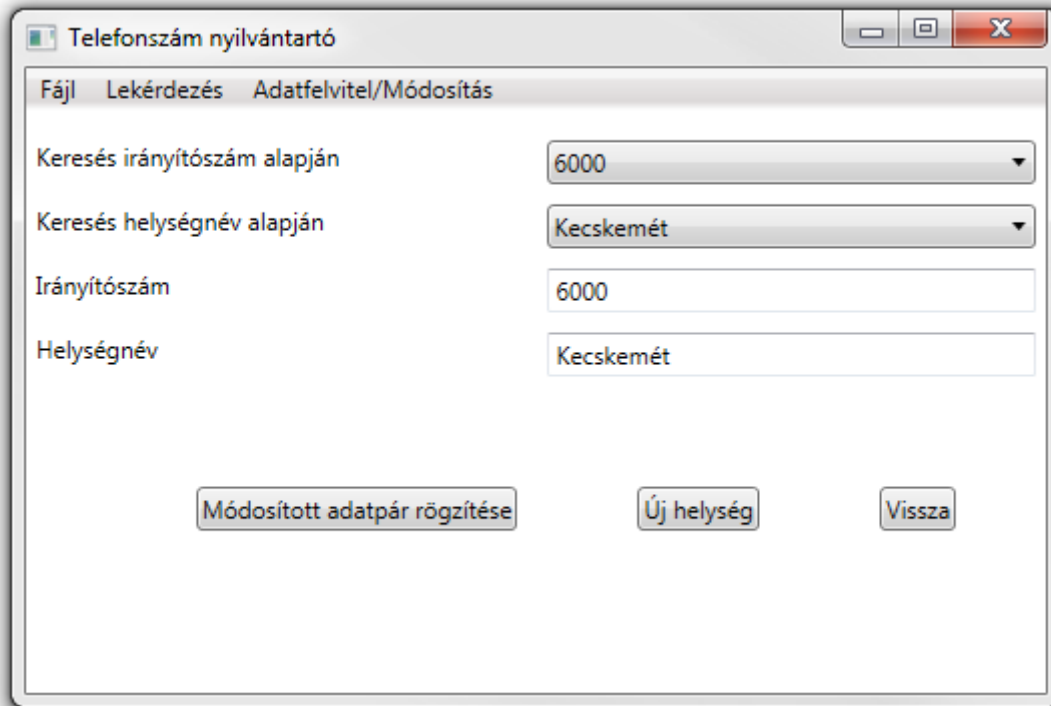 Telefonszám nyilvántartó
Fájl Lekérdezés Adatfelvitel/Módosítás
Keresés irányítószám alapján 6000
Keresés helységnév alapján Kecskemét
Irányítószám 6000
Helységnév Kecskemét
Módosított adatpár rögzítése Új helység Vissza